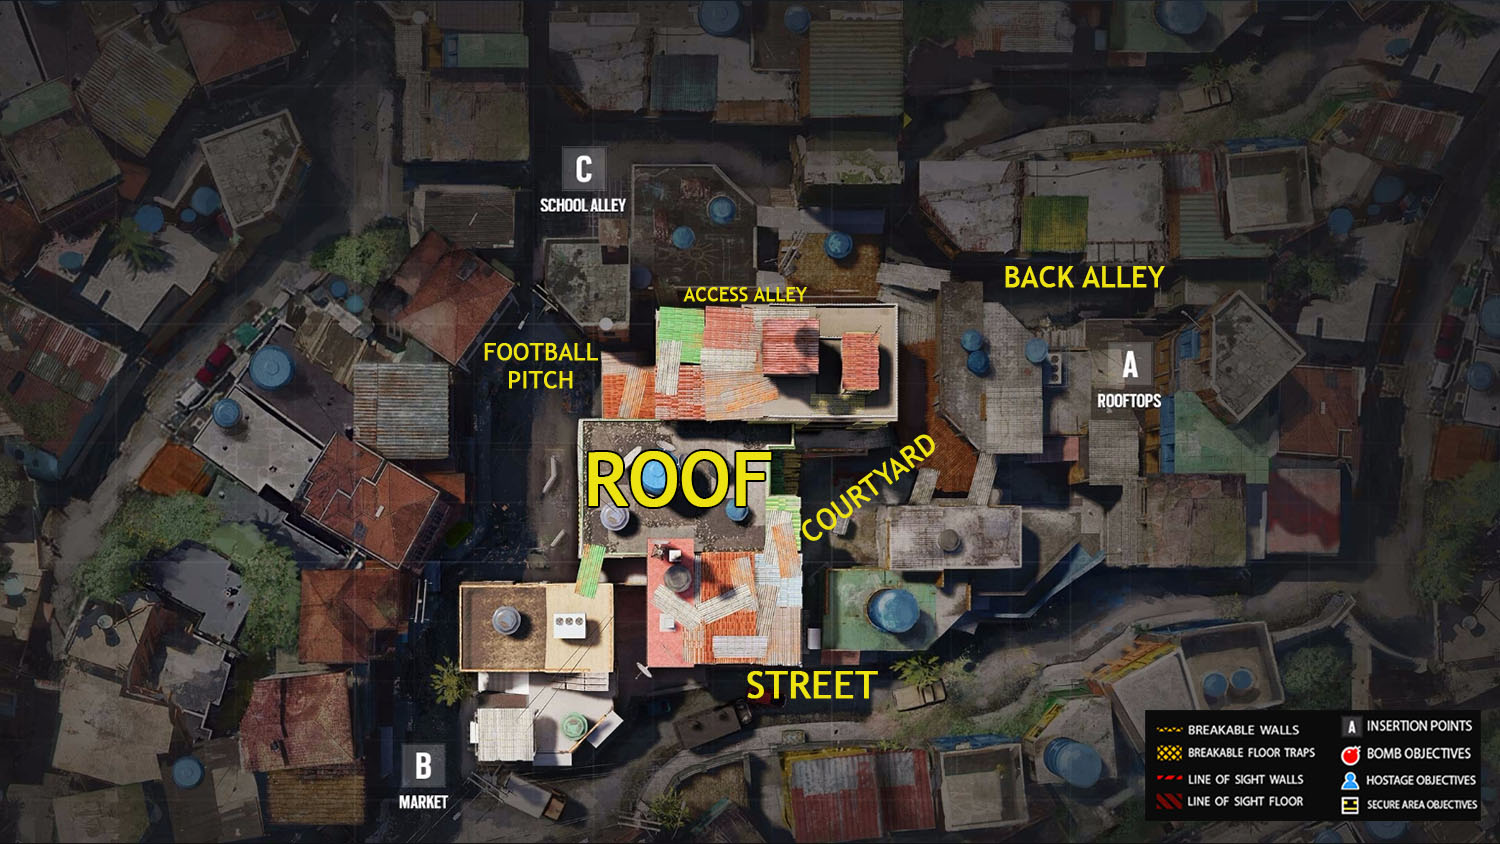 C
SCHOOL ALLEY
BACK ALLEY
ACCESS ALLEY
FOOTBALL
PITCH
A
ROOFTOPS
ROOF
COURTYARD
STREET
B
MARKET
BREAKABLE WALLS
BREAKABLE FLOOR TRAPS
LINE OF SIGHT WALLS
LINE OF SIGHT FLOOR
A INSERTION POINTS
BOMB OBJECTIVES
HOSTAGE OBJECTIVES
SECURE AREA OBJECTIVES